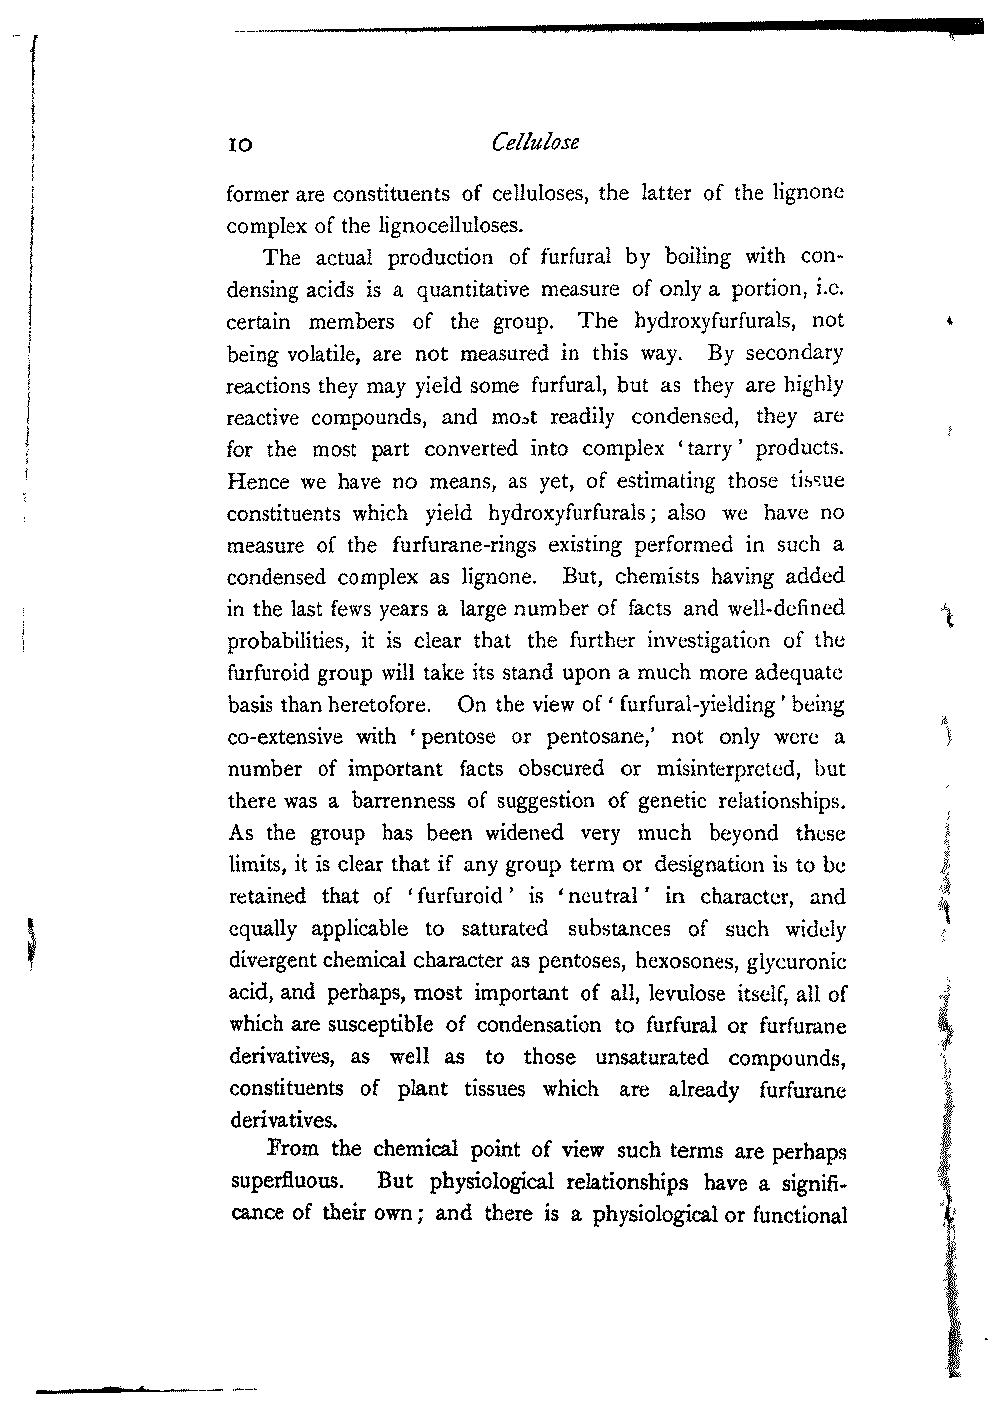 10 Cellulose
former are constituents of celluloses, the latter of the lignone
complex of the lignocelluloses.
The actual production of furfural by boiling with con-
densing acids is a quantitative measure of only a portion, i.e.
certain members of the group. The hydroxyfurfurals, not
being volatile, are not measured in this way. By secondary
reactions they may yield some furfural, but as they are highly
reactive compounds, and most readily condensed, they are
for the most part converted into complex ‘tarry’ products.
Hence we have no means, as yet, of estimating those tissue
constituents which yield hydroxyfurfurals; also we have no
measure of the furfurane-rings existing performed in such a
condensed complex as lignone. But, chemists having added
in the last fews years a large number of facts and well-defined
probabilities, it is clear that the further investigation of the
furfuroid group will take its stand upon a much more adequate
basis than heretofore. On the view of ‘furfural-yielding’ being
co-extensive with ‘pentose or pentosane,’ not only were a
number of important facts obscured or misinterpreted, but
there was a barrenness of suggestion of genetic relationships.
As the group has been widened very much beyond these
limits, it is clear that if any group term or designation is to be
retained that of ‘furfuroid’ is ‘neutral’ in character, and
equally applicable to saturated substances of such widely
divergent chemical character as pentoses, hexosones, glycuronic
acid, and perhaps, most important of all, levulose itself, all of
which are susceptible of condensation to furfural or furfurane
derivatives, as well as to those unsaturated compounds,
constituents of plant tissues which are already furfurane
derivatives.
From the chemical point of view such terms are perhaps
superfluous. But physiological relationships have a signifi-
cance of their own; and there is a physiological or functional